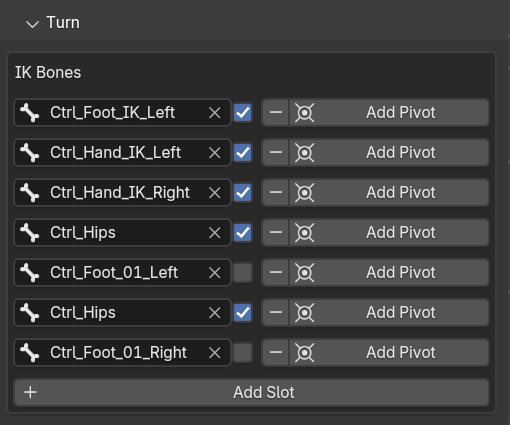 Turn
IK Bones
Ctrl_Foot_IK_Left Add Pivot
Ctrl_Hand_IK_Left Add Pivot
Ctrl_Hand_IK_Right Add Pivot
Ctrl_Hips Add Pivot
Ctrl_Foot_01_Left Add Pivot
Ctrl_Hips Add Pivot
Ctrl_Foot_01_Right Add Pivot
Add Slot